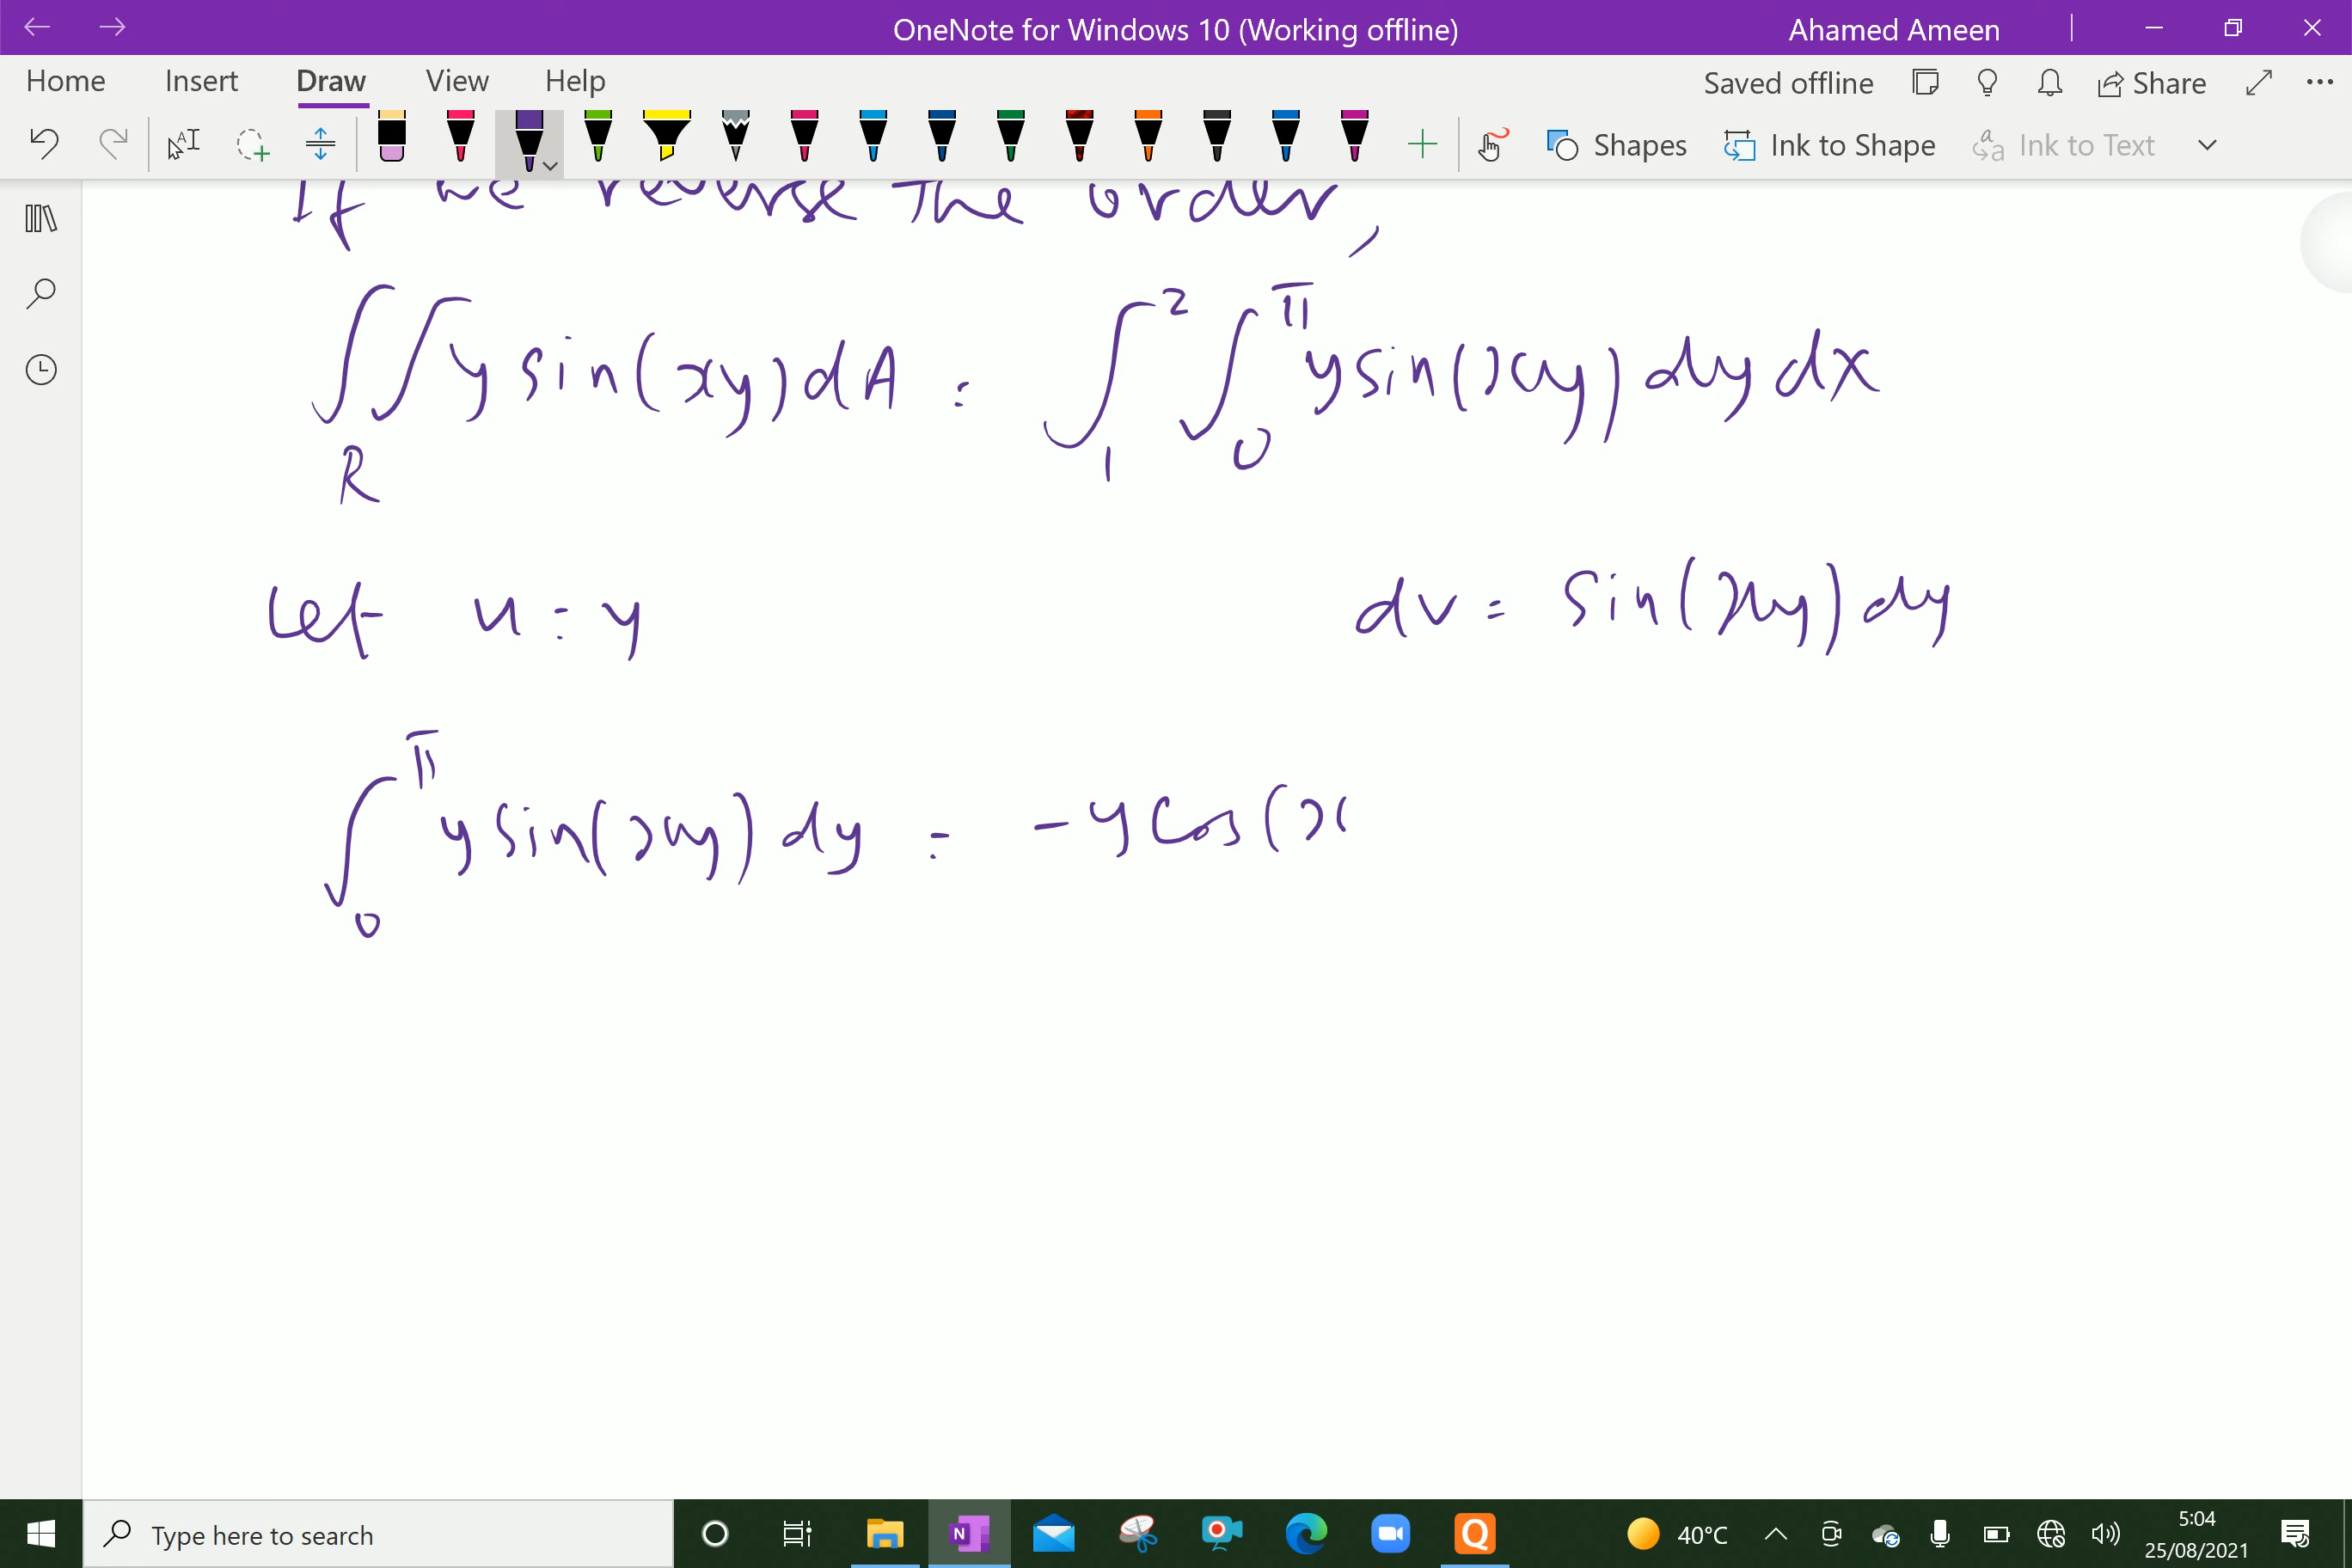 OneNote for Windows 10 (Working offline)
Ahamed Ameen
Home Insert Draw View Help
Saved offline Share
Shapes Ink to Shape Ink to Text
If we reverse the order,
∬_R y sin(xy) dA = ∫_1^2 ∫_0^π y sin(xy) dy dx
Let u = y dv = sin(xy) dy
∫_0^π y sin(xy) dy = -y cos(x
Type here to search
40°C
5:04
25/08/2021